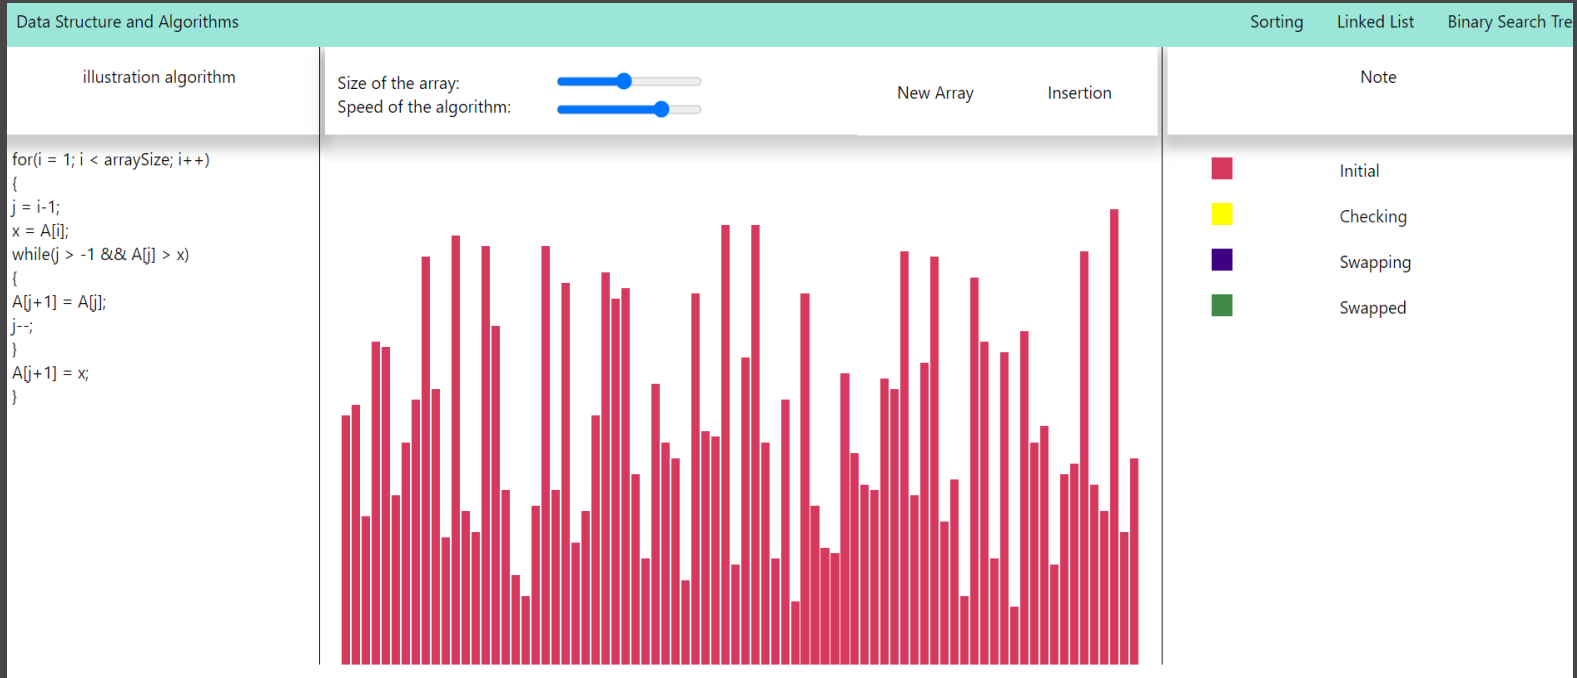 Data Structure and Algorithms
Sorting
Linked List
Binary Search Tre
illustration algorithm
for(i = 1; i < arraySize; i++)
{
j = i-1;
x = A[i];
while(j > -1 && A[j] > x)
{
A[j+1] = A[j];
j--;
}
A[j+1] = x;
}
Size of the array:
Speed of the algorithm:
New Array
Insertion
Note
Initial
Checking
Swapping
Swapped